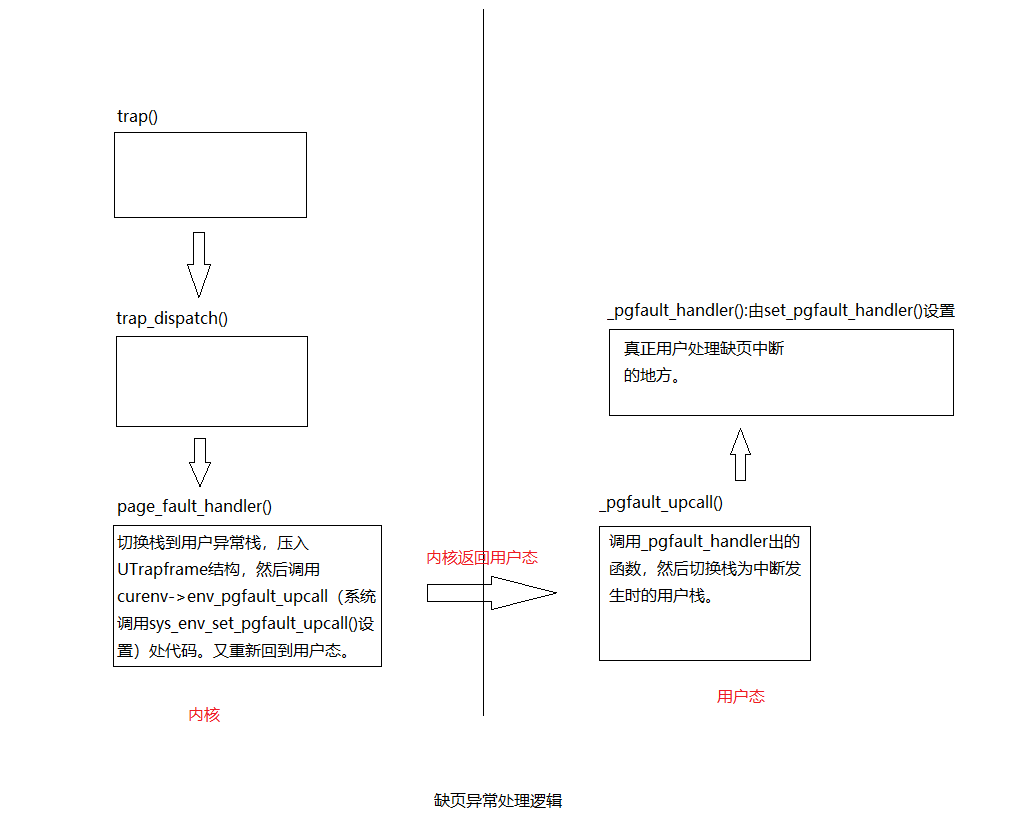 trap()
trap_dispatch()
page_fault_handler()
切换栈到用户异常栈，压入
UTrapframe结构，然后调用
curenv->env_pgfault_upcall（系统
调用sys_env_set_pgfault_upcall()设
置）处代码。又重新回到用户态。
内核
内核返回用户态
_pgfault_handler():由set_pgfault_handler()设置
真正用户处理缺页中断
的地方。
_pgfault_upcall()
调用_pgfault_handler出的
函数，然后切换栈为中断发
生时的用户栈。
用户态
缺页异常处理逻辑